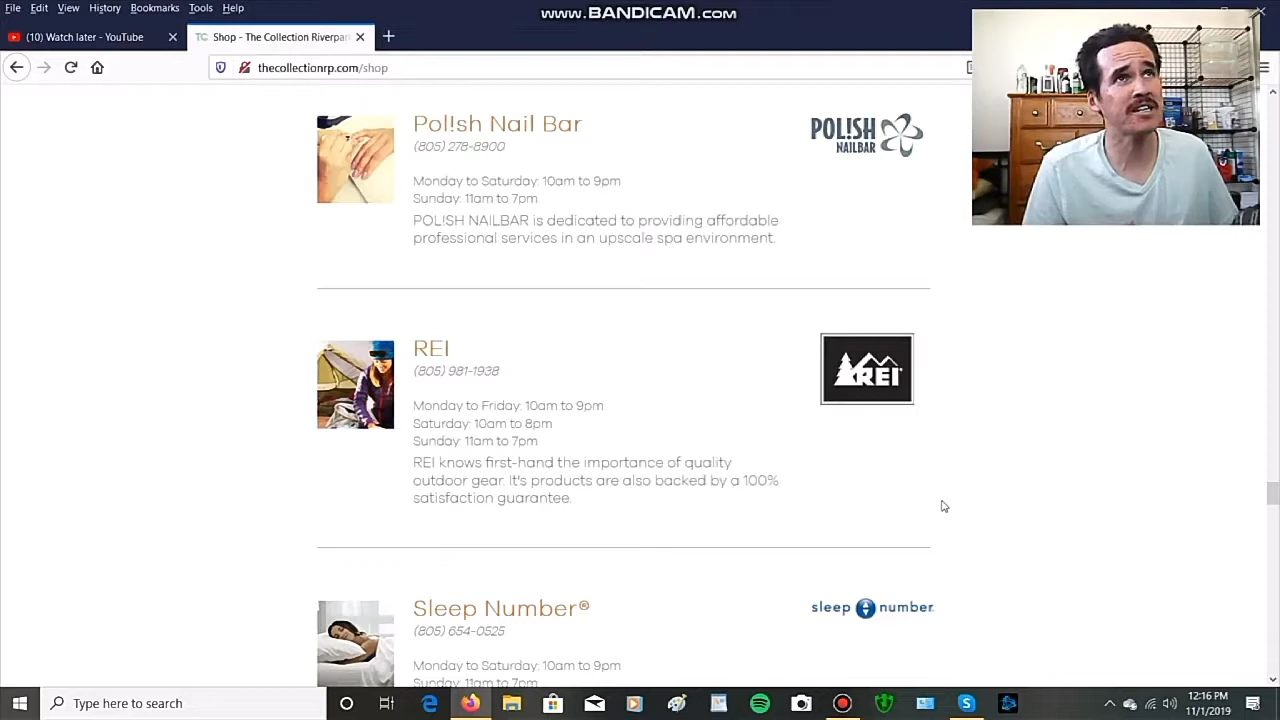 File Edit View History Bookmarks Tools Help
www.BANDICAM.com
(10) Watch later - YouTube
TC Shop - The Collection Riverpar
thecollectionrp.com/shop
Pol!sh Nail Bar
(805) 278-8900
Monday to Saturday: 10am to 9pm
Sunday: 11am to 7pm
POL!SH NAILBAR is dedicated to providing affordable
professional services in an upscale spa environment.
POL!SH
NAILBAR
REI
(805) 981-1938
Monday to Friday: 10am to 9pm
Saturday: 10am to 8pm
Sunday: 11am to 7pm
REI knows first-hand the importance of quality
outdoor gear. It's products are also backed by a 100%
satisfaction guarantee.
REI
Sleep Number®
(805) 654-0525
Monday to Saturday: 10am to 9pm
Sunday: 11am to 7pm
sleep number.
Type here to search
12:16 PM
11/1/2019